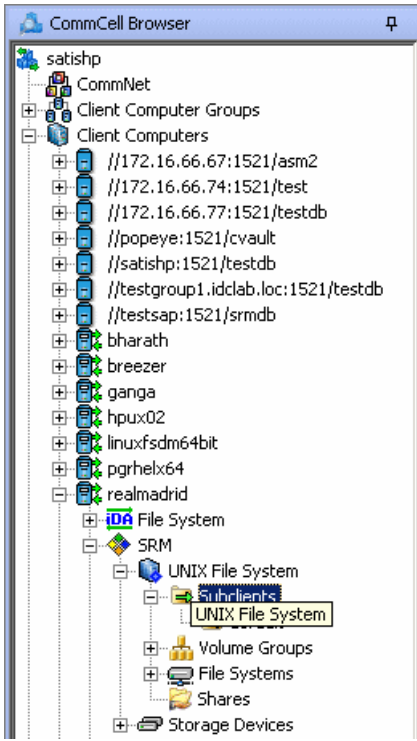 CommCell Browser
satishp
CommNet
Client Computer Groups
Client Computers
//172.16.66.67:1521/asm2
//172.16.66.74:1521/test
//172.16.66.77:1521/testdb
//popeye:1521/cvault
//satishp:1521/testdb
//testgroup1.idclab.loc:1521/testdb
//testsap:1521/srmdb
bharath
breezer
ganga
hpux02
linuxfsdm64bit
pgrhelx64
realmadrid
iDA File System
SRM
UNIX File System
Subclients
UNIX File System
Volume Groups
File Systems
Shares
Storage Devices